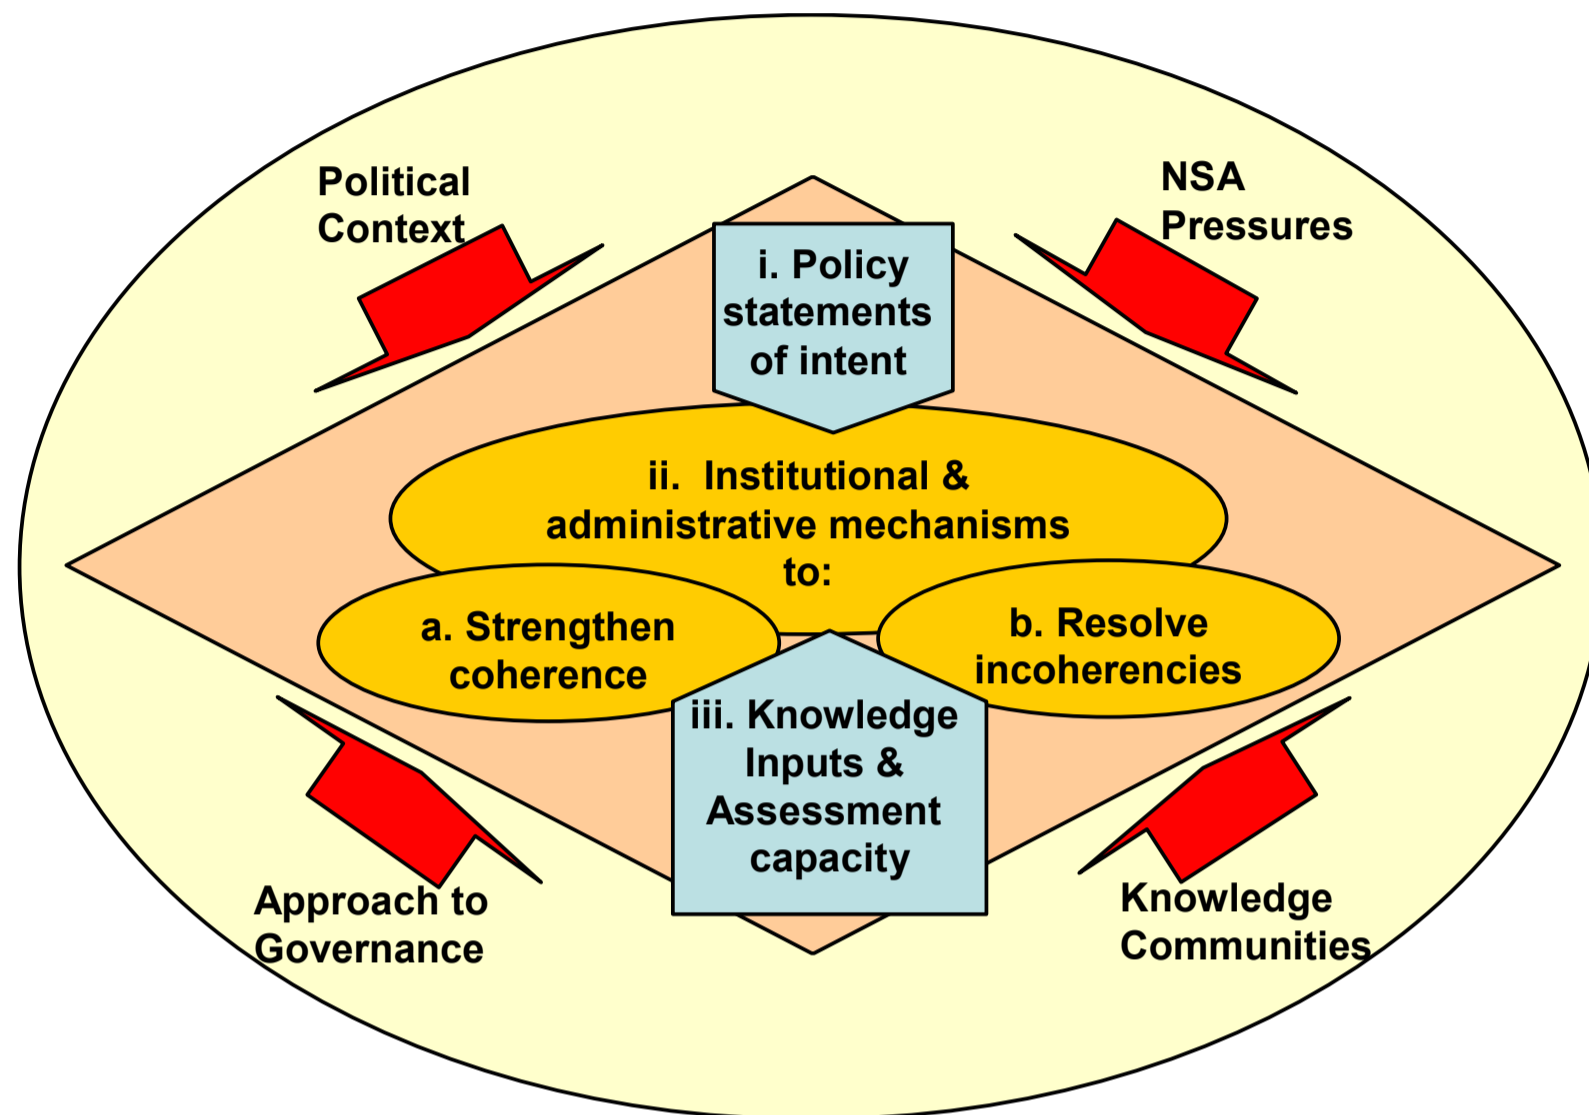 Political
Context
NSA
Pressures
i. Policy
statements
of intent
ii. Institutional &
administrative mechanisms
to:
a. Strengthen
coherence
b. Resolve
incoherencies
iii. Knowledge
Inputs &
Assessment
capacity
Approach to
Governance
Knowledge
Communities